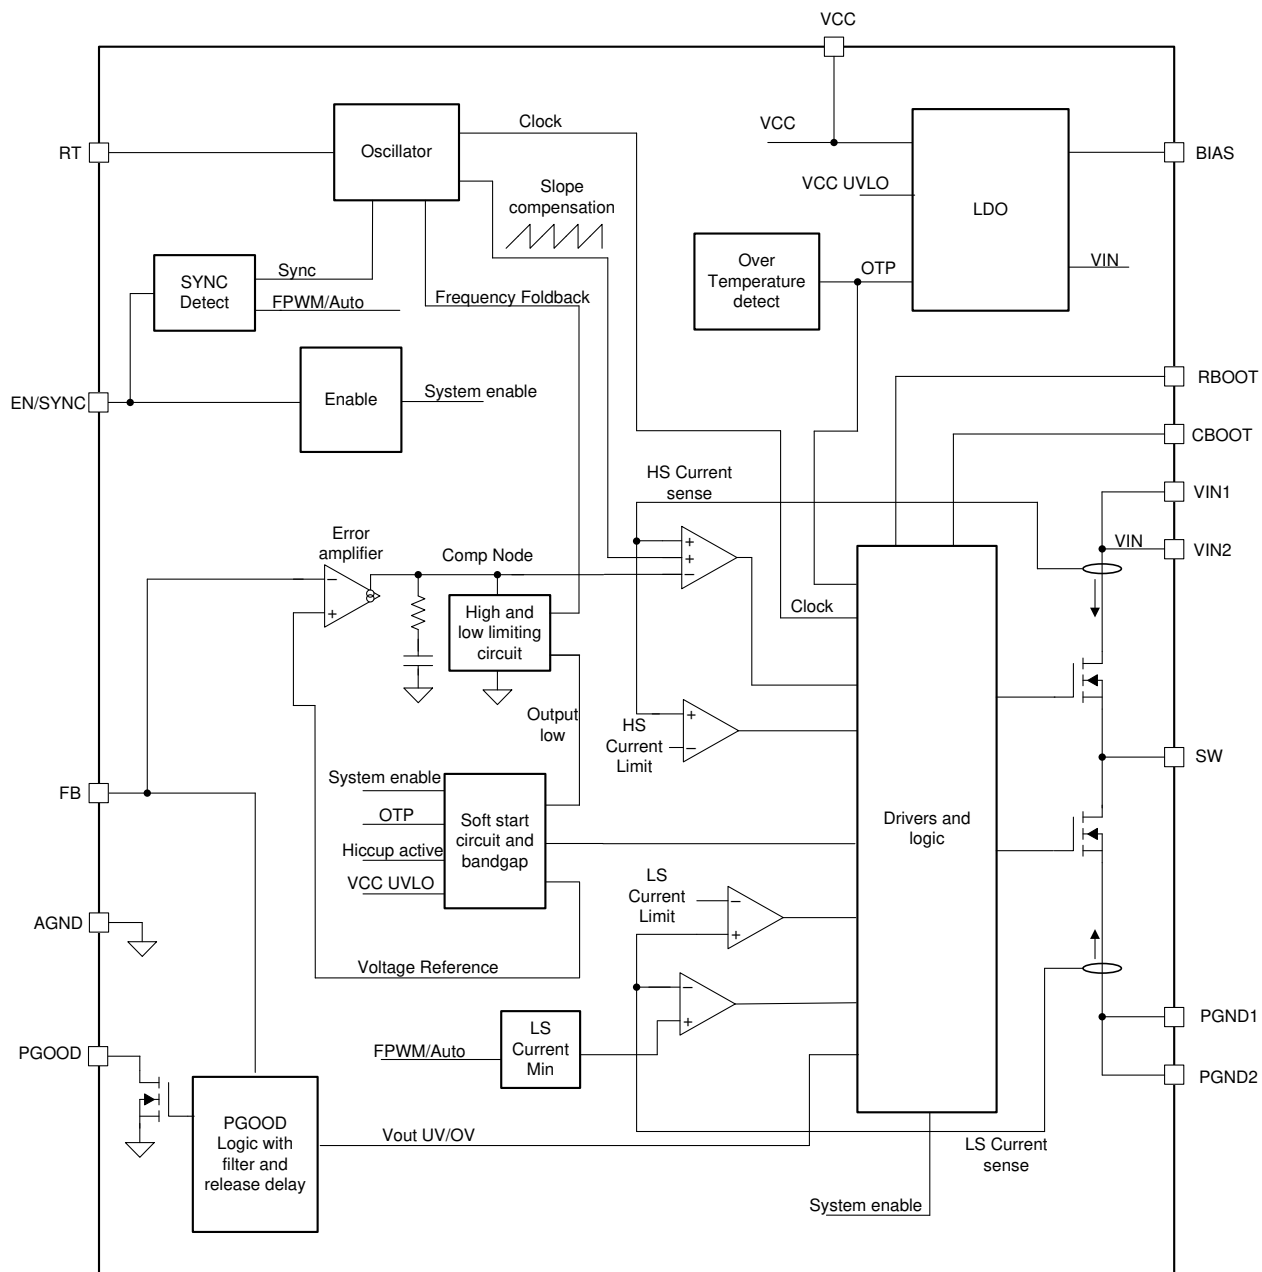 VCC
Clock
Oscillator
RT
VCC
BIAS
VCC UVLO
LDO
Slope
compensation
Over
Temperature
detect
OTP
VIN
SYNC
Detect
Sync
FPWM/Auto
Frequency Foldback
RBOOT
EN/SYNC
Enable
System enable
CBOOT
HS Current
sense
VIN1
Error
amplifier
Comp Node
VIN
VIN2
−
+
+
+
−
High and
low limiting
circuit
Clock
Output
low
HS
Current
Limit
+
−
SW
FB
System enable
OTP
Hiccup active
VCC UVLO
Soft start
circuit and
bandgap
Drivers and
logic
LS
Current
Limit
−
+
AGND
Voltage Reference
−
+
PGND1
LS
Current
Min
FPWM/Auto
PGOOD
PGND2
PGOOD
Logic with
filter and
release delay
Vout UV/OV
LS Current
sense
System enable